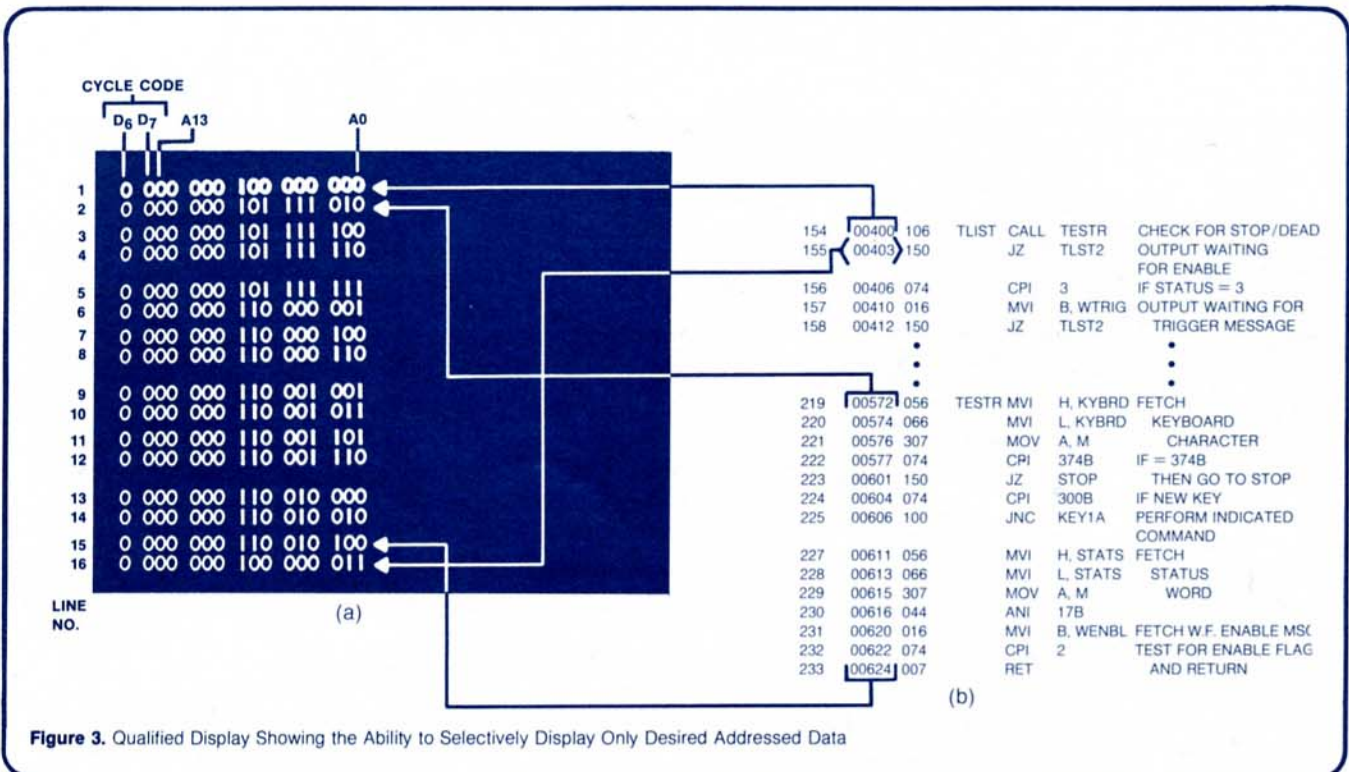 CYCLE CODE
D6 D7 A13 A0
1 0 000 000 100 000 000
2 0 000 000 101 111 010
3 0 000 000 101 111 100
4 0 000 000 101 111 110
5 0 000 000 101 111 111
6 0 000 000 110 000 001
7 0 000 000 110 000 100
8 0 000 000 110 000 110
9 0 000 000 110 001 001
10 0 000 000 110 001 011
11 0 000 000 110 001 101
12 0 000 000 110 001 110
13 0 000 000 110 010 000
14 0 000 000 110 010 010
15 0 000 000 110 010 100
16 0 000 000 100 000 011
LINE
NO.
(a)
154 00400 106 TLIST CALL TESTR CHECK FOR STOP/DEAD
155 00403 150 JZ TLST2 OUTPUT WAITING
FOR ENABLE
156 00406 074 CPI 3 IF STATUS = 3
157 00410 016 MVI B, WTRIG OUTPUT WAITING FOR
158 00412 150 JZ TLST2 TRIGGER MESSAGE
219 00572 056 TESTR MVI H, KYBRD FETCH
220 00574 066 MVI L, KYBRD KEYBOARD
221 00576 307 MOV A, M CHARACTER
222 00577 074 CPI 374B IF = 374B
223 00601 150 JZ STOP THEN GO TO STOP
224 00604 074 CPI 300B IF NEW KEY
225 00606 100 JNC KEY1A PERFORM INDICATED
COMMAND
227 00611 056 MVI H, STATS FETCH
228 00613 066 MVI L, STATS STATUS
229 00615 307 MOV A, M WORD
230 00616 044 ANI 17B
231 00620 016 MVI B, WENBL FETCH W.F. ENABLE MSG
232 00622 074 CPI 2 TEST FOR ENABLE FLAG
233 00624 007 RET AND RETURN
(b)
Figure 3. Qualified Display Showing the Ability to Selectively Display Only Desired Addressed Data